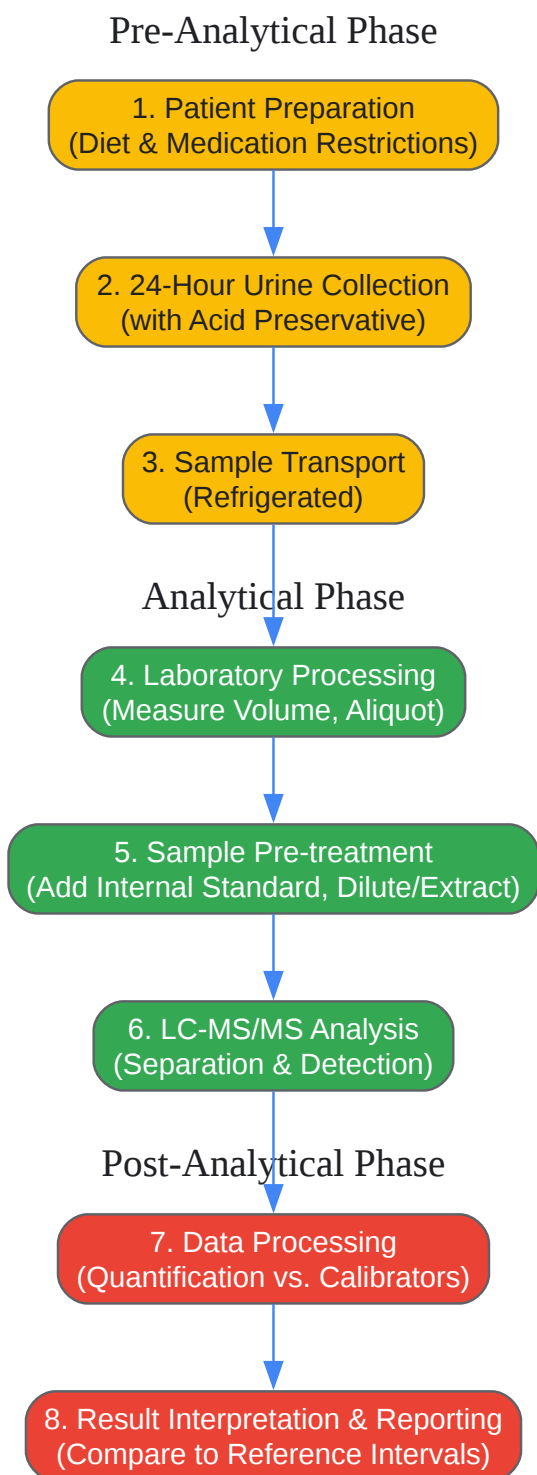 Pre-Analytical Phase
1. Patient Preparation
(Diet & Medication Restrictions)
2. 24-Hour Urine Collection
(with Acid Preservative)
3. Sample Transport
(Refrigerated)
Analytical Phase
4. Laboratory Processing
(Measure Volume, Aliquot)
5. Sample Pre-treatment
(Add Internal Standard, Dilute/Extract)
6. LC-MS/MS Analysis
(Separation & Detection)
Post-Analytical Phase
7. Data Processing
(Quantification vs. Calibrators)
8. Result Interpretation & Reporting
(Compare to Reference Intervals)